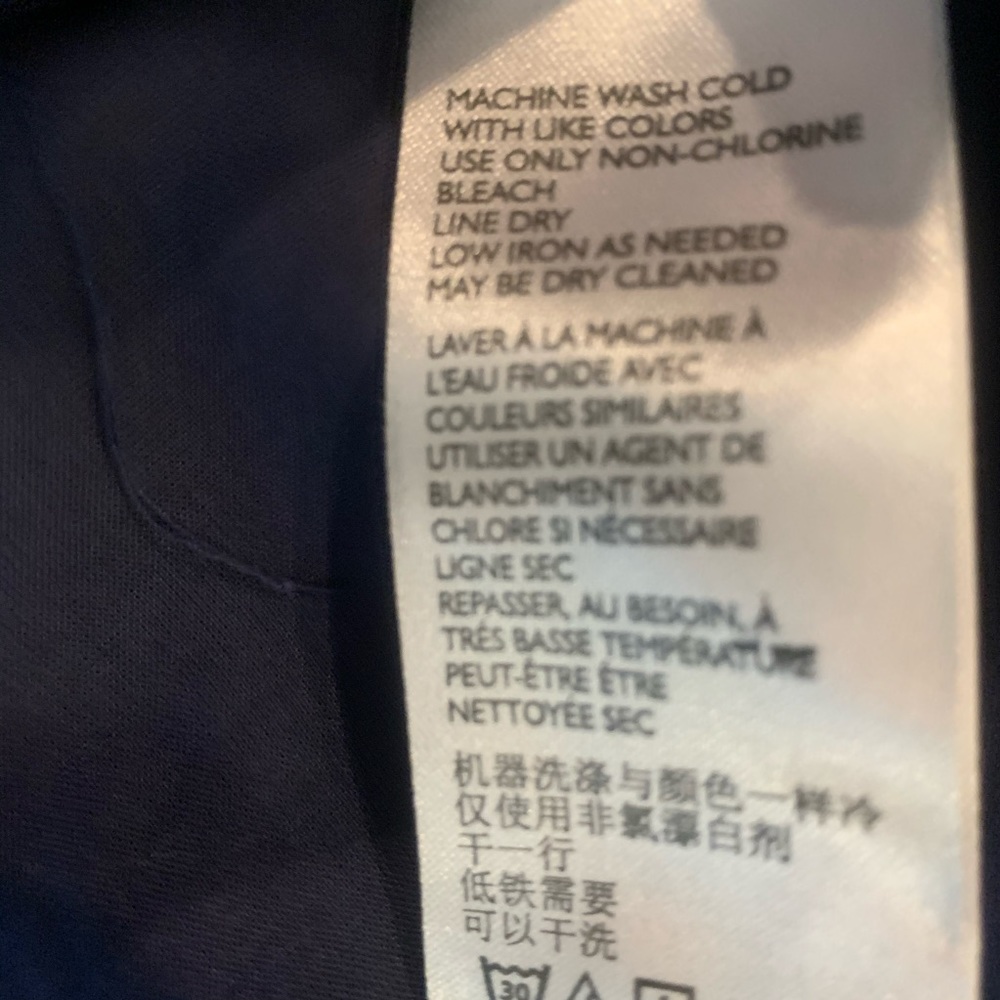 MACHINE WASH COLD
WITH LIKE COLORS
USE ONLY NON-CHLORINE
BLEACH
LINE DRY
LOW IRON AS NEEDED
MAY BE DRY CLEANED
LAVER À LA MACHINE À
L'EAU FROIDE AVEC
COULEURS SIMILAIRES
UTILISER UN AGENT DE
BLANCHIMENT SANS
CHLORE SI NÉCESSAIRE
LIGNE SEC
REPASSER, AU BESOIN, À
TRÉS BASSE TEMPÉRATURE
PEUT-ÊTRE ÊTRE
NETTOYÉE SEC
机器洗涤与颜色一样冷
仅使用非氯漂白剂
干一行
低铁需要
可以干洗
30